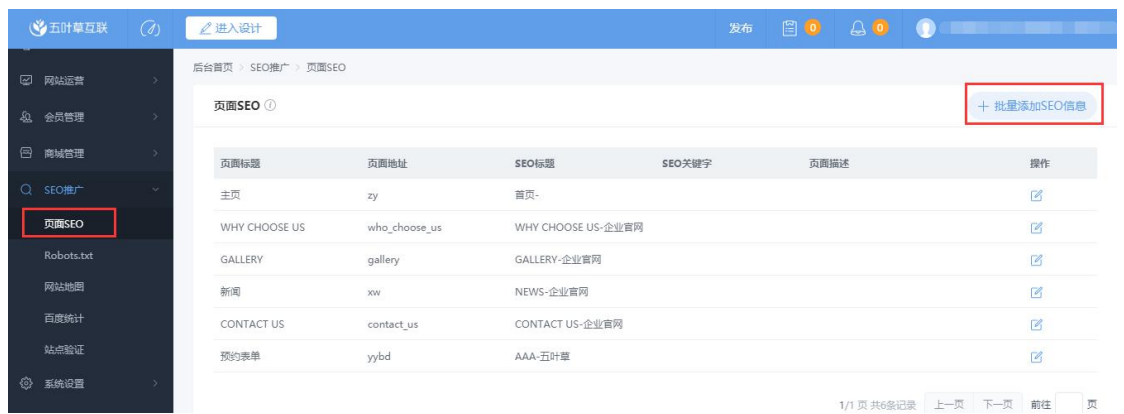 五叶草互联
进入设计
发布
0
0
网站运营
会员管理
商城管理
SEO推广
页面SEO
Robots.txt
网站地图
百度统计
站点验证
系统设置
后台首页 > SEO推广 > 页面SEO
页面SEO
+ 批量添加SEO信息
页面标题 页面地址 SEO标题 SEO关键字 页面描述 操作
主页 zy 首页-
WHY CHOOSE US who_choose_us WHY CHOOSE US-企业官网
GALLERY gallery GALLERY-企业官网
新闻 xw NEWS-企业官网
CONTACT US contact_us CONTACT US-企业官网
预约表单 yybd AAA-五叶草
1/1 页 共6条记录 上一页 下一页 前往 页